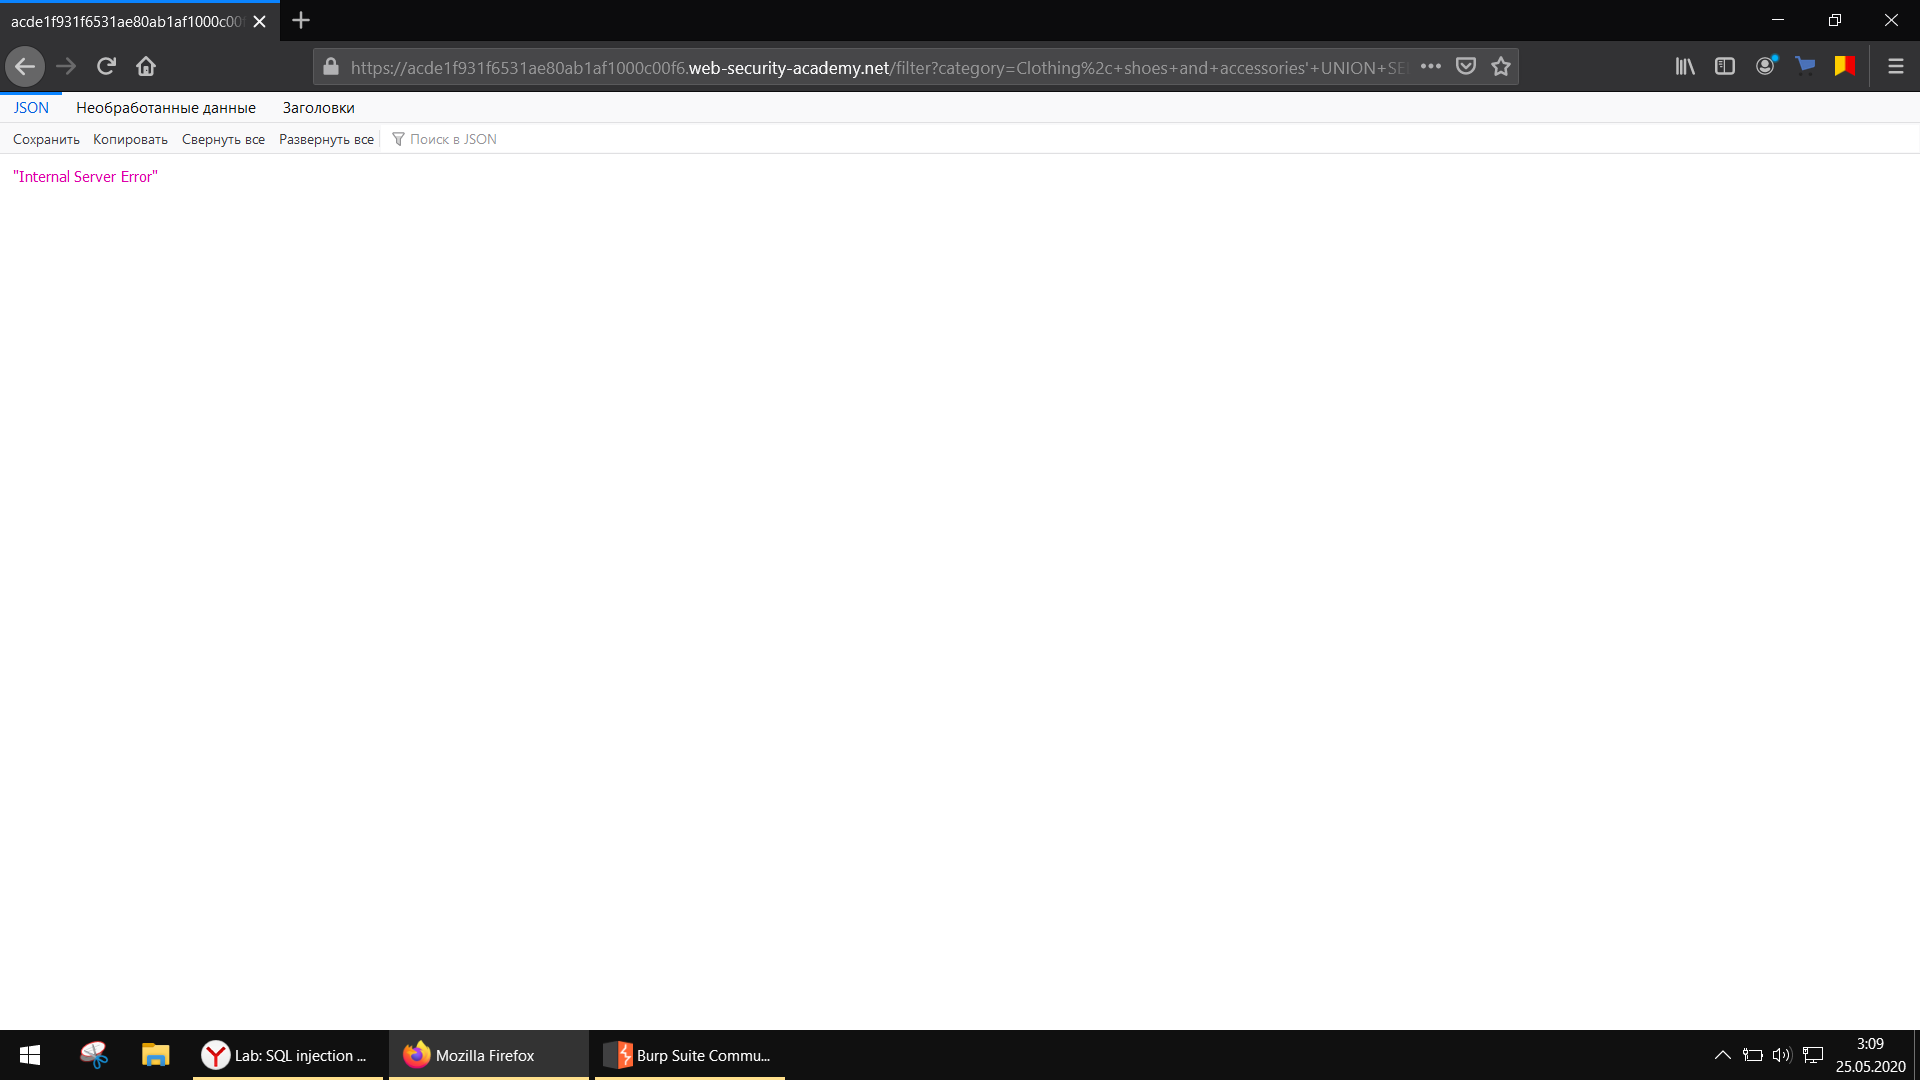 acde1f931f6531ae80ab1af1000c00f
https://acde1f931f6531ae80ab1af1000c00f6.web-security-academy.net/filter?category=Clothing%2c+shoes+and+accessories'+UNION+SE
JSON Необработанные данные Заголовки
Сохранить Копировать Свернуть все Развернуть все Поиск в JSON
"Internal Server Error"
Lab: SQL injection ... Mozilla Firefox Burp Suite Commu...
3:09
25.05.2020